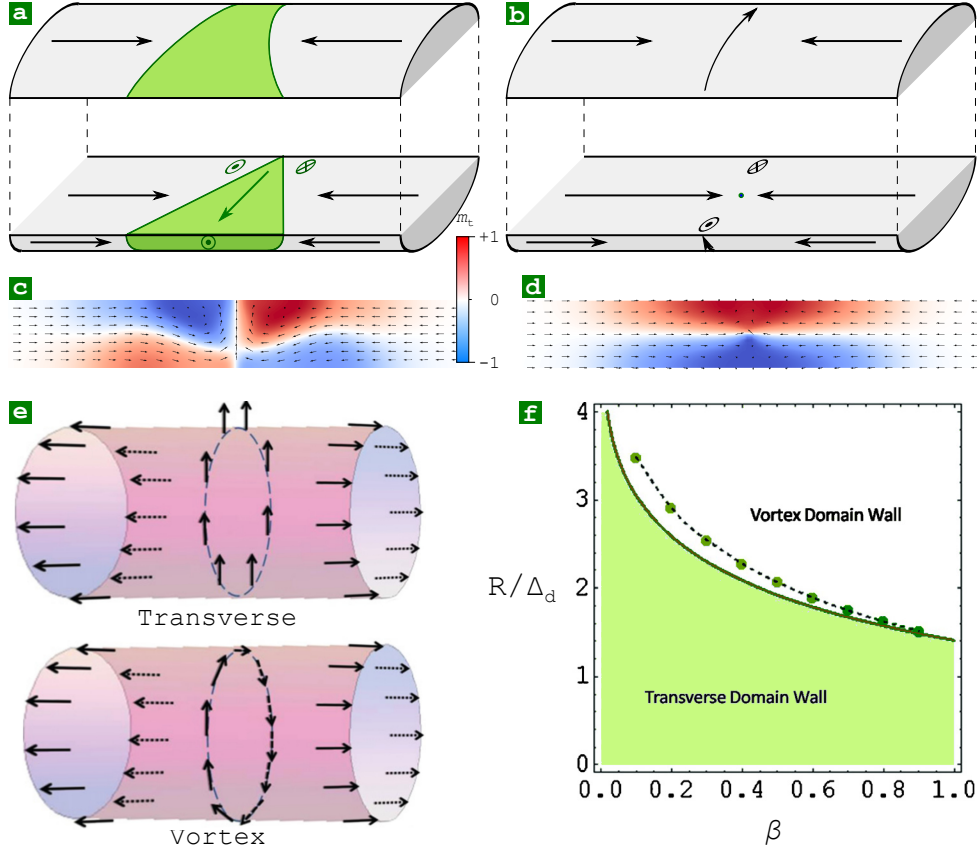 a
b
m_t
+1
0
-1
c
d
e
f
Transverse
Vortex
R/Δ_d
4
3
2
1
0
Vortex Domain Wall
Transverse Domain Wall
0.0 0.2 0.4 0.6 0.8 1.0
β